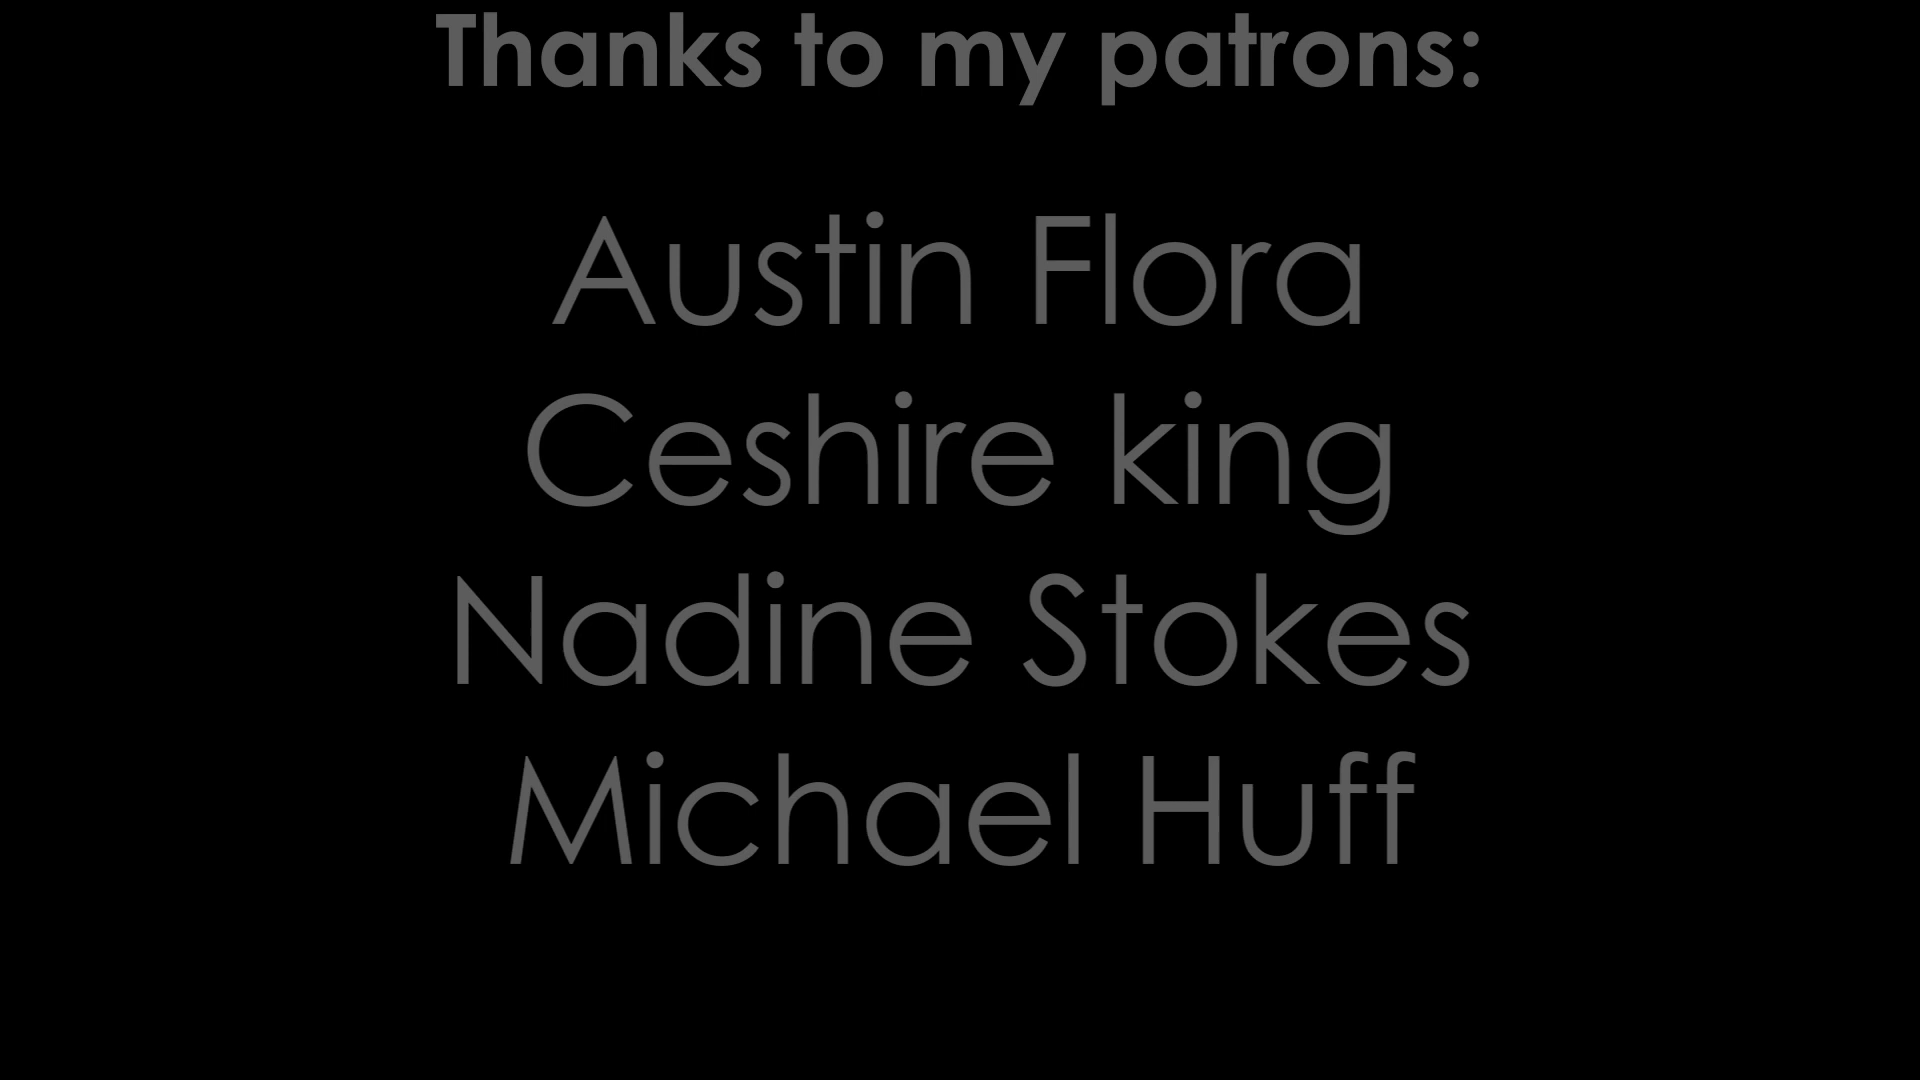 Thanks to my patrons:
Austin Flora
Ceshire king
Nadine Stokes
Michael Huff